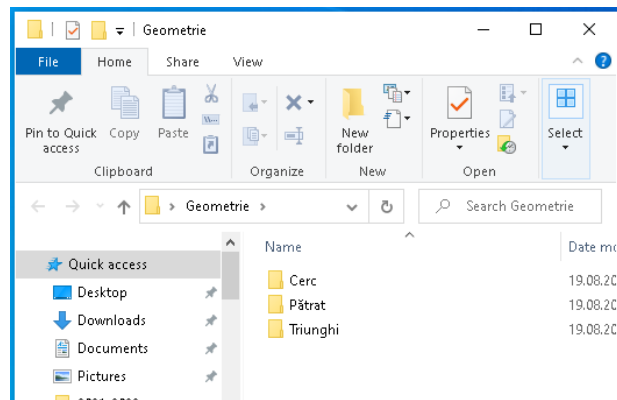 Geometrie
File Home Share View
Pin to Quick access
Copy
Paste
Clipboard
Organize
New folder
New
Properties
Open
Select
Geometrie
Search Geometrie
Name
Date mo
Quick access
Desktop
Downloads
Documents
Pictures
Cerc 19.08.20
Pătrat 19.08.20
Triunghi 19.08.20